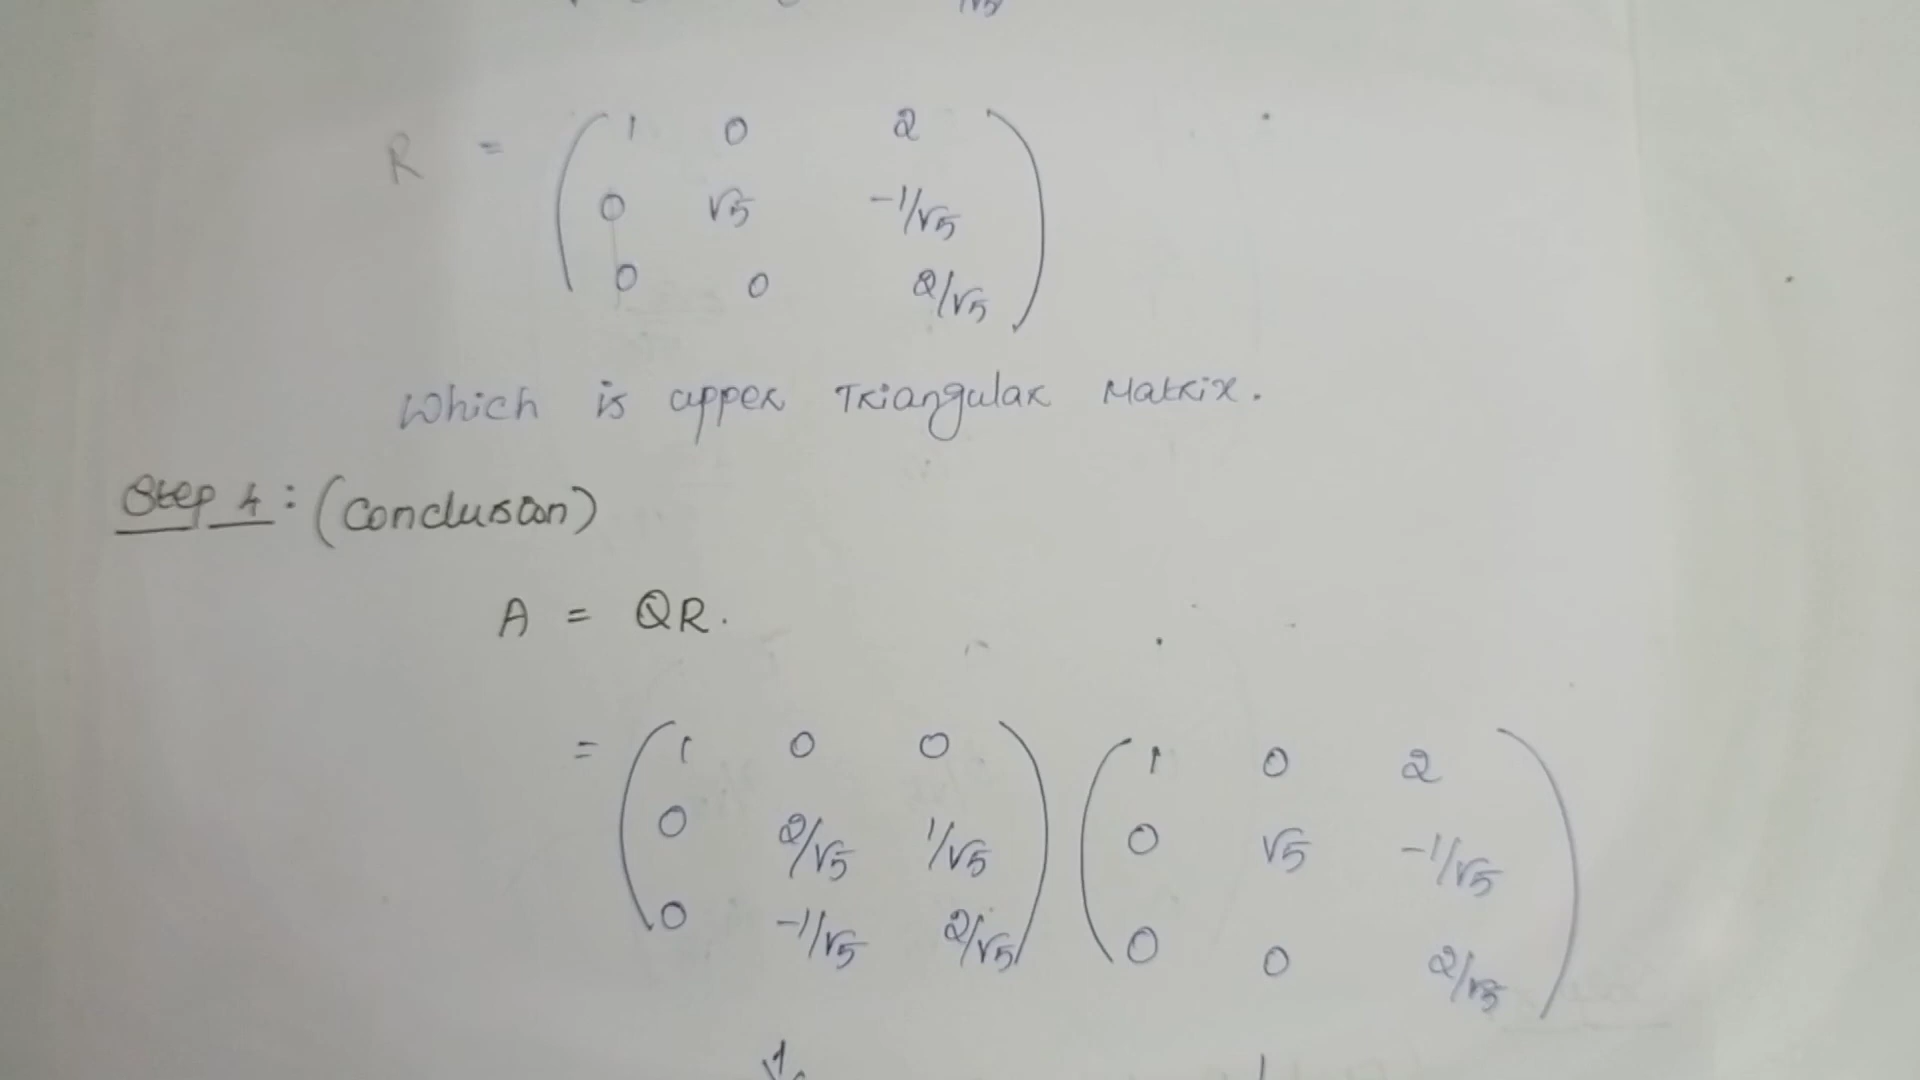 R = ( 1 0 2
0 √5 -1/√5
0 0 2/√5 )
Which is upper Triangular Matrix.
Step 4: (Conclusion)
A = QR.
= ( 1 0 0 ) ( 1 0 2 )
0 2/√5 1/√5 0 √5 -1/√5
0 -1/√5 2/√5 0 0 2/√5